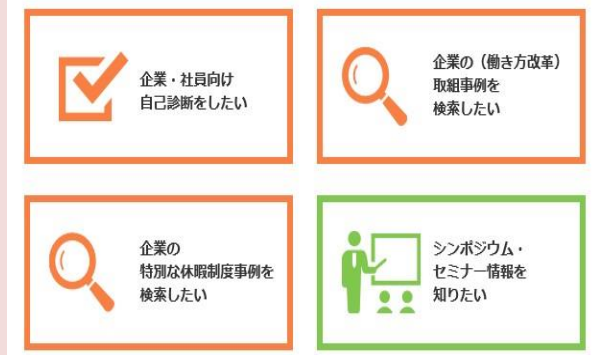 企業・社員向け
自己診断をしたい
企業の（働き方改革）
取組事例を
検索したい
企業の
特別な休暇制度事例を
検索したい
シンポジウム・
セミナー情報を
知りたい